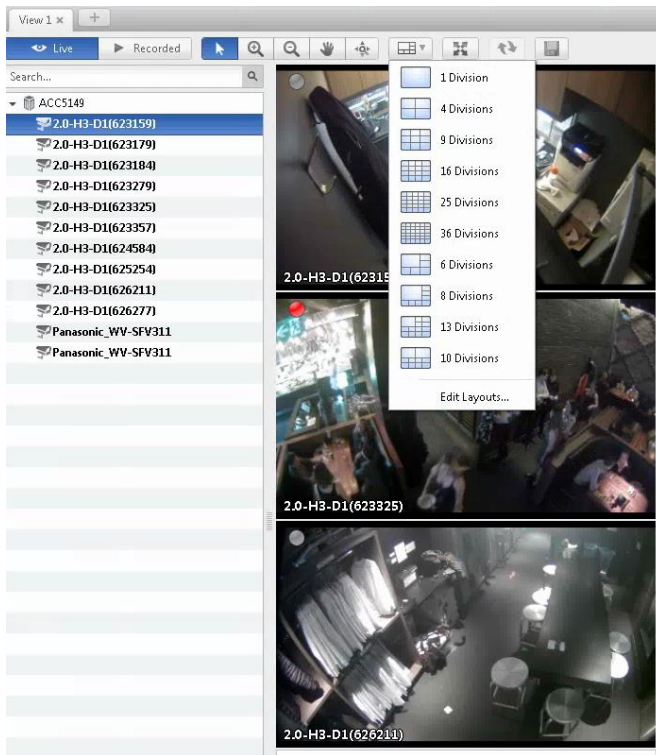 View 1 ×
+
Live
Recorded
Search...
ACC5149
2.0-H3-D1(623159)
2.0-H3-D1(623179)
2.0-H3-D1(623184)
2.0-H3-D1(623279)
2.0-H3-D1(623325)
2.0-H3-D1(623357)
2.0-H3-D1(624584)
2.0-H3-D1(625254)
2.0-H3-D1(626211)
2.0-H3-D1(626277)
Panasonic_WV-SFV311
Panasonic_WV-SFV311
1 Division
4 Divisions
9 Divisions
16 Divisions
25 Divisions
36 Divisions
6 Divisions
8 Divisions
13 Divisions
10 Divisions
Edit Layouts...
2.0-H3-D1(62315
2.0-H3-D1(623325)
2.0-H3-D1(626211)